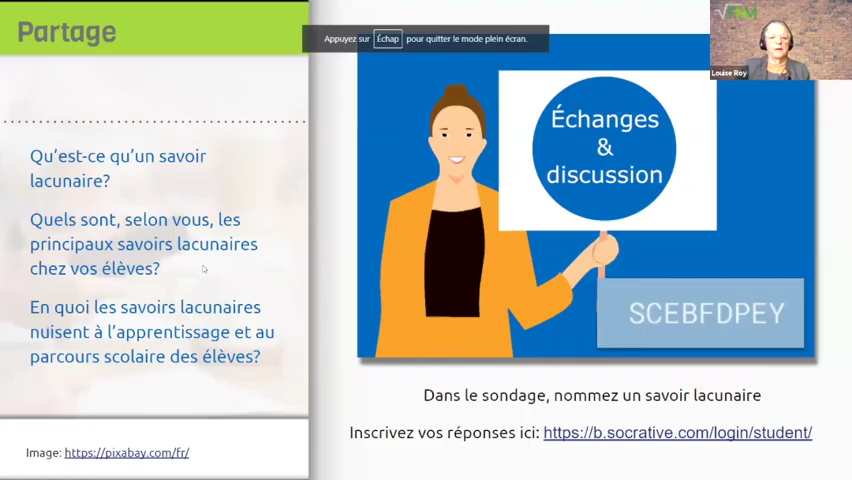 Partage
Appuyez sur Échap pour quitter le mode plein écran.
Louise Roy
Qu'est-ce qu'un savoir
lacunaire?
Quels sont, selon vous, les
principaux savoirs lacunaires
chez vos élèves?
En quoi les savoirs lacunaires
nuisent à l'apprentissage et au
parcours scolaire des élèves?
Image: https://pixabay.com/fr/
Échanges
&
discussion
SCEBFDPEY
Dans le sondage, nommez un savoir lacunaire
Inscrivez vos réponses ici: https://b.socrative.com/login/student/